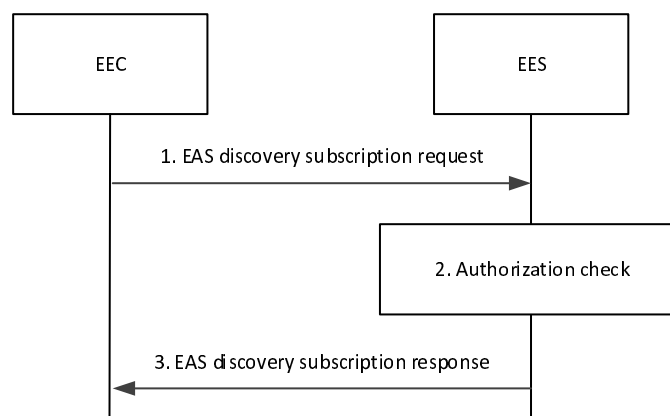 EEC
EES
1. EAS discovery subscription request
2. Authorization check
3. EAS discovery subscription response